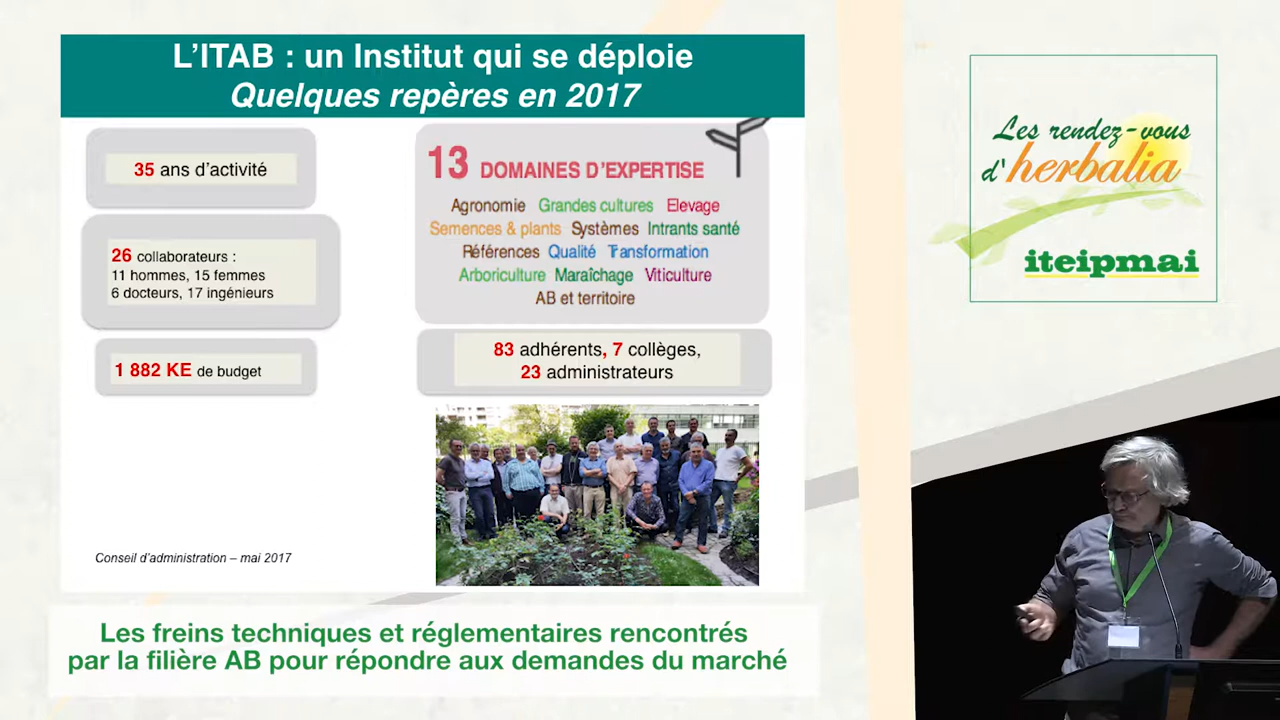 L'ITAB : un Institut qui se déploie
Quelques repères en 2017
35 ans d'activité
26 collaborateurs :
11 hommes, 15 femmes
6 docteurs, 17 ingénieurs
1 882 KE de budget
13 DOMAINES D'EXPERTISE
Agronomie Grandes cultures Elevage
Semences & plants Systèmes Intrants santé
Références Qualité Transformation
Arboriculture Maraîchage Viticulture
AB et territoire
83 adhérents, 7 collèges,
23 administrateurs
Conseil d'administration – mai 2017
Les freins techniques et réglementaires rencontrés
par la filière AB pour répondre aux demandes du marché
Les rendez-vous
d'herbalia
iteipmai